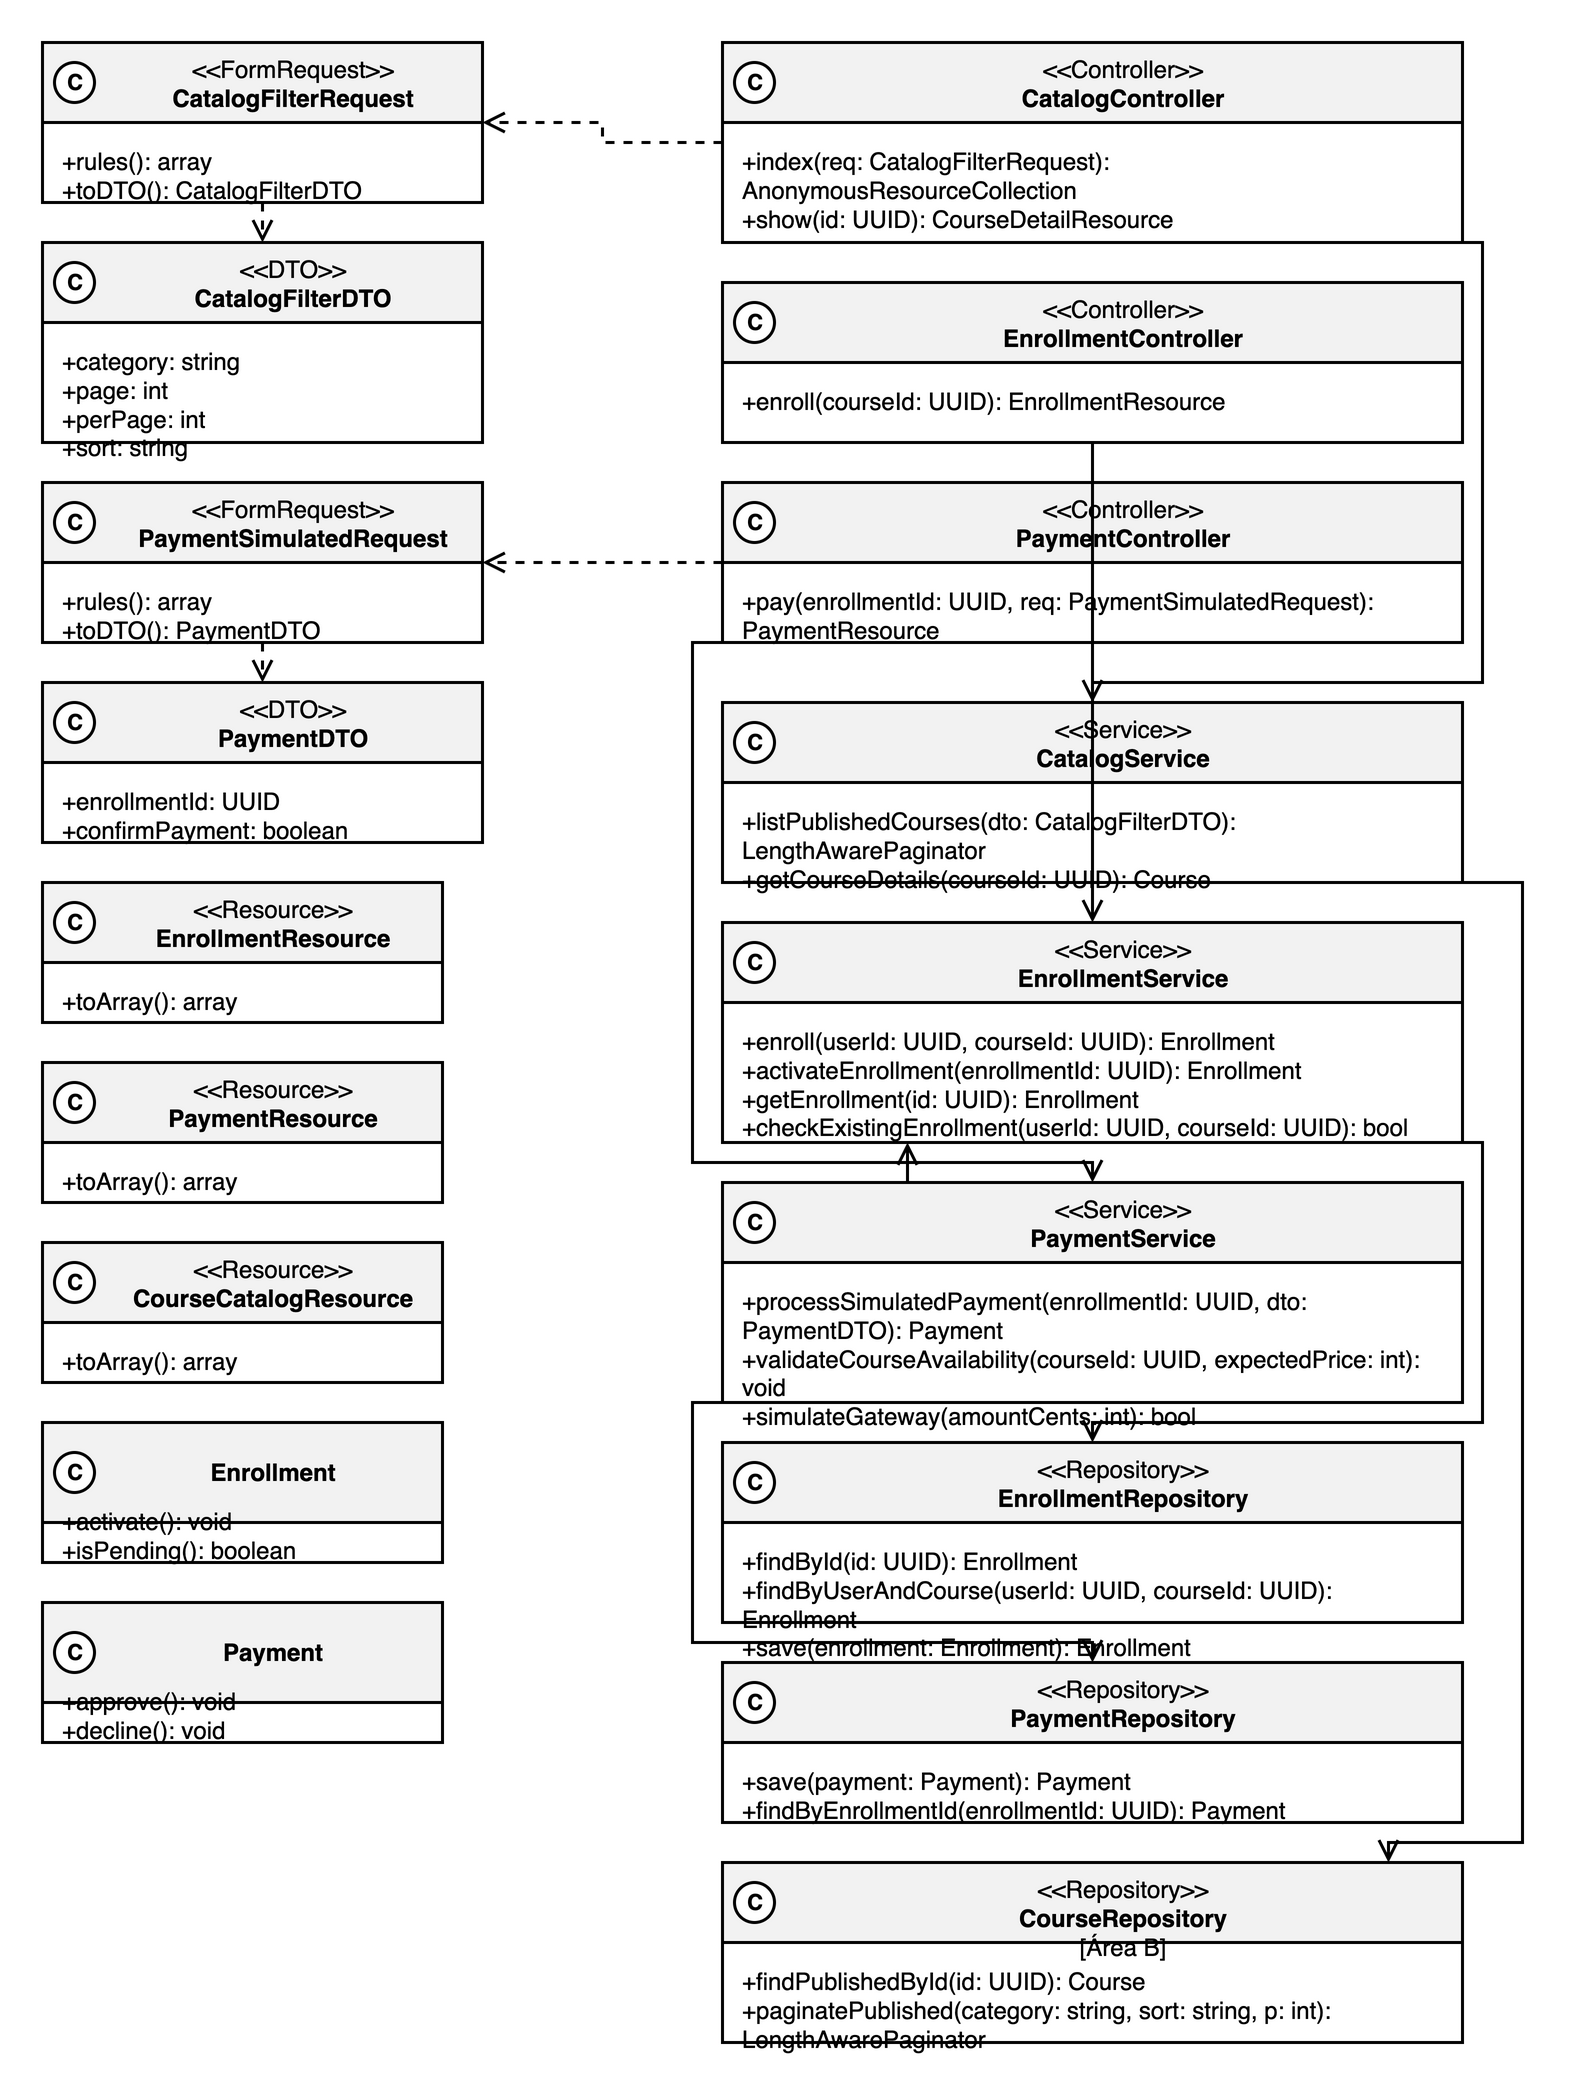 C
<<FormRequest>>
CatalogFilterRequest
+rules(): array
+toDTO(): CatalogFilterDTO
C
<<DTO>>
CatalogFilterDTO
+category: string
+page: int
+perPage: int
+sort: string
C
<<FormRequest>>
PaymentSimulatedRequest
+rules(): array
+toDTO(): PaymentDTO
C
<<DTO>>
PaymentDTO
+enrollmentId: UUID
+confirmPayment: boolean
C
<<Resource>>
EnrollmentResource
+toArray(): array
C
<<Resource>>
PaymentResource
+toArray(): array
C
<<Resource>>
CourseCatalogResource
+toArray(): array
C
Enrollment
+activate(): void
+isPending(): boolean
C
Payment
+approve(): void
+decline(): void
C
<<Controller>>
CatalogController
+index(req: CatalogFilterRequest):
AnonymousResourceCollection
+show(id: UUID): CourseDetailResource
C
<<Controller>>
EnrollmentController
+enroll(courseId: UUID): EnrollmentResource
C
<<Controller>>
PaymentController
+pay(enrollmentId: UUID, req: PaymentSimulatedRequest):
PaymentResource
C
<<Service>>
CatalogService
+listPublishedCourses(dto: CatalogFilterDTO):
LengthAwarePaginator
+getCourseDetails(courseId: UUID): Course
C
<<Service>>
EnrollmentService
+enroll(userId: UUID, courseId: UUID): Enrollment
+activateEnrollment(enrollmentId: UUID): Enrollment
+getEnrollment(id: UUID): Enrollment
+checkExistingEnrollment(userId: UUID, courseId: UUID): bool
C
<<Service>>
PaymentService
+processSimulatedPayment(enrollmentId: UUID, dto:
PaymentDTO): Payment
+validateCourseAvailability(courseId: UUID, expectedPrice: int):
void
+simulateGateway(amountCents: int): bool
C
<<Repository>>
EnrollmentRepository
+findById(id: UUID): Enrollment
+findByUserAndCourse(userId: UUID, courseId: UUID):
Enrollment
+save(enrollment: Enrollment): Enrollment
C
<<Repository>>
PaymentRepository
+save(payment: Payment): Payment
+findByEnrollmentId(enrollmentId: UUID): Payment
C
<<Repository>>
CourseRepository
[Área B]
+findPublishedById(id: UUID): Course
+paginatePublished(category: string, sort: string, p: int):
LengthAwarePaginator